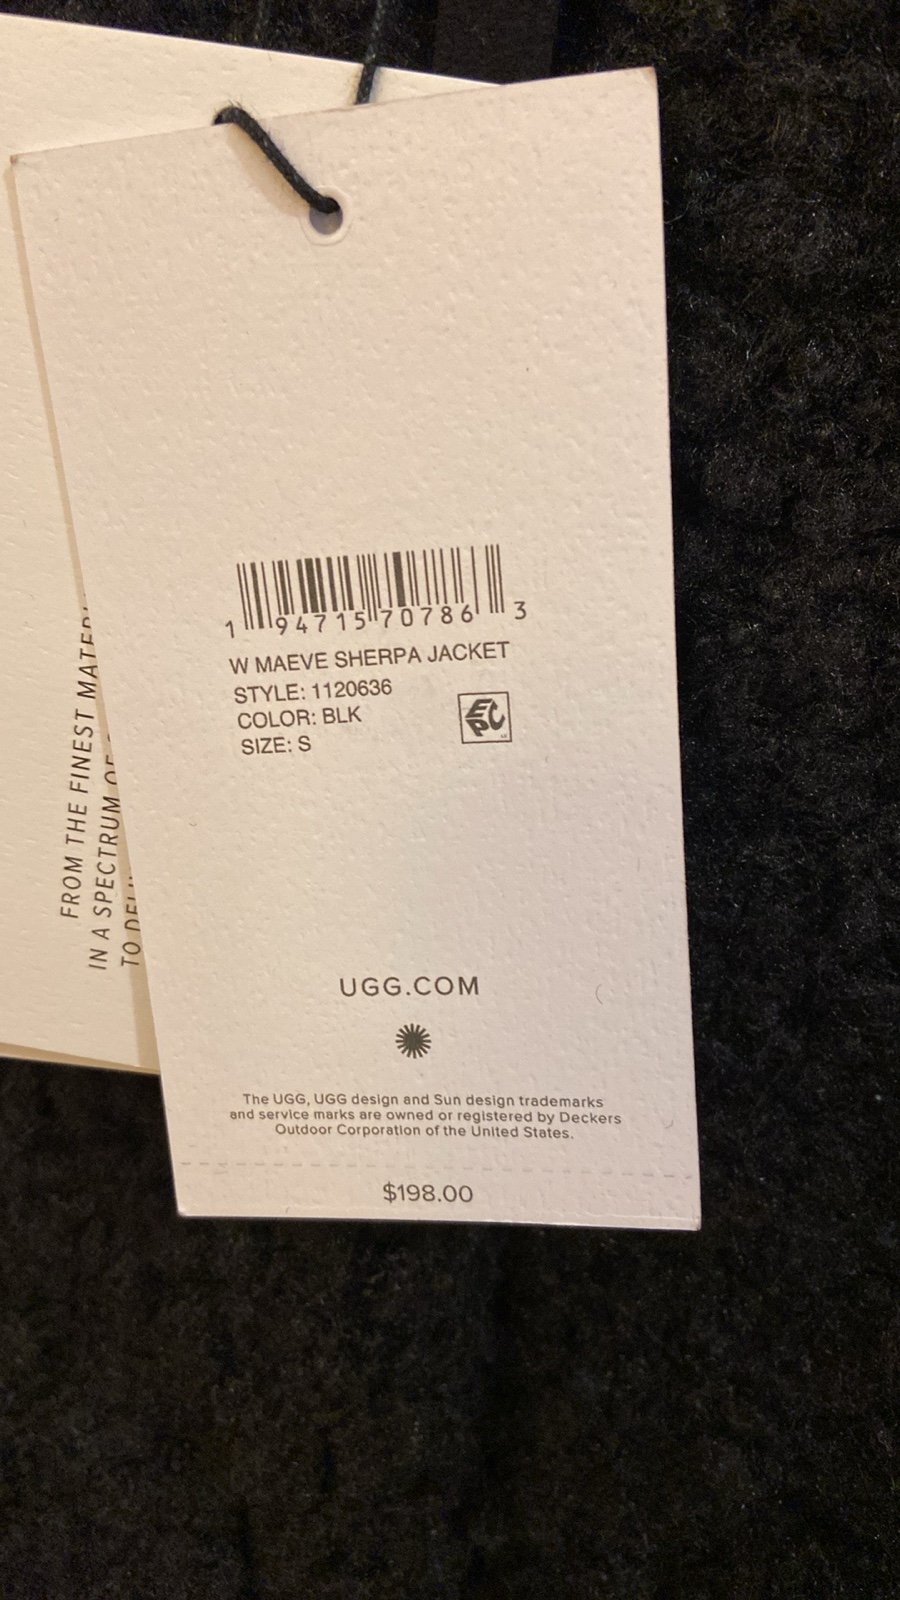 1 94715 70786 3
W MAEVE SHERPA JACKET
STYLE: 1120636
COLOR: BLK
SIZE: S
EPC
UGG.COM
The UGG, UGG design and Sun design trademarks
and service marks are owned or registered by Deckers
Outdoor Corporation of the United States.
$198.00
FROM THE FINEST
IN A SPECTRUM OF
TO